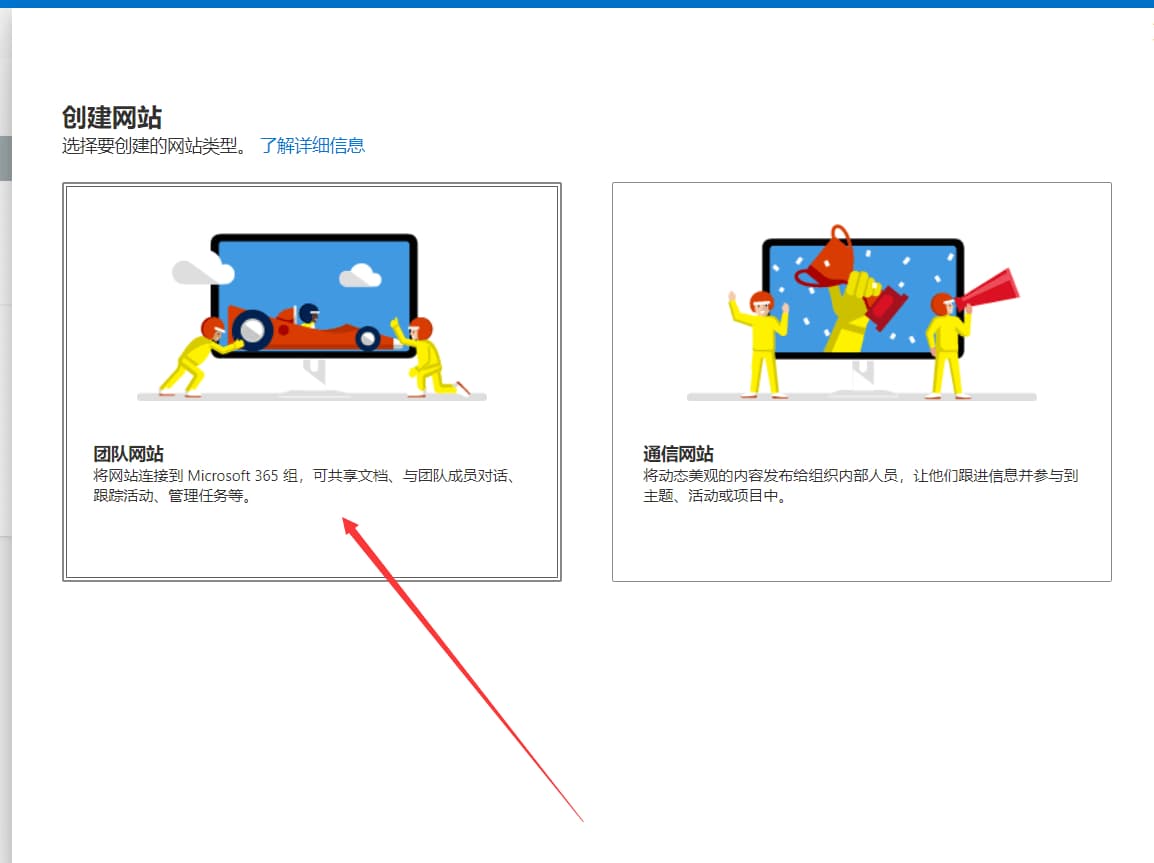 创建网站
选择要创建的网站类型。 了解详细信息
团队网站
将网站连接到 Microsoft 365 组，可共享文档、与团队成员对话、
跟踪活动、管理任务等。
通信网站
将动态美观的内容发布给组织内部人员，让他们跟进信息并参与到
主题、活动或项目中。